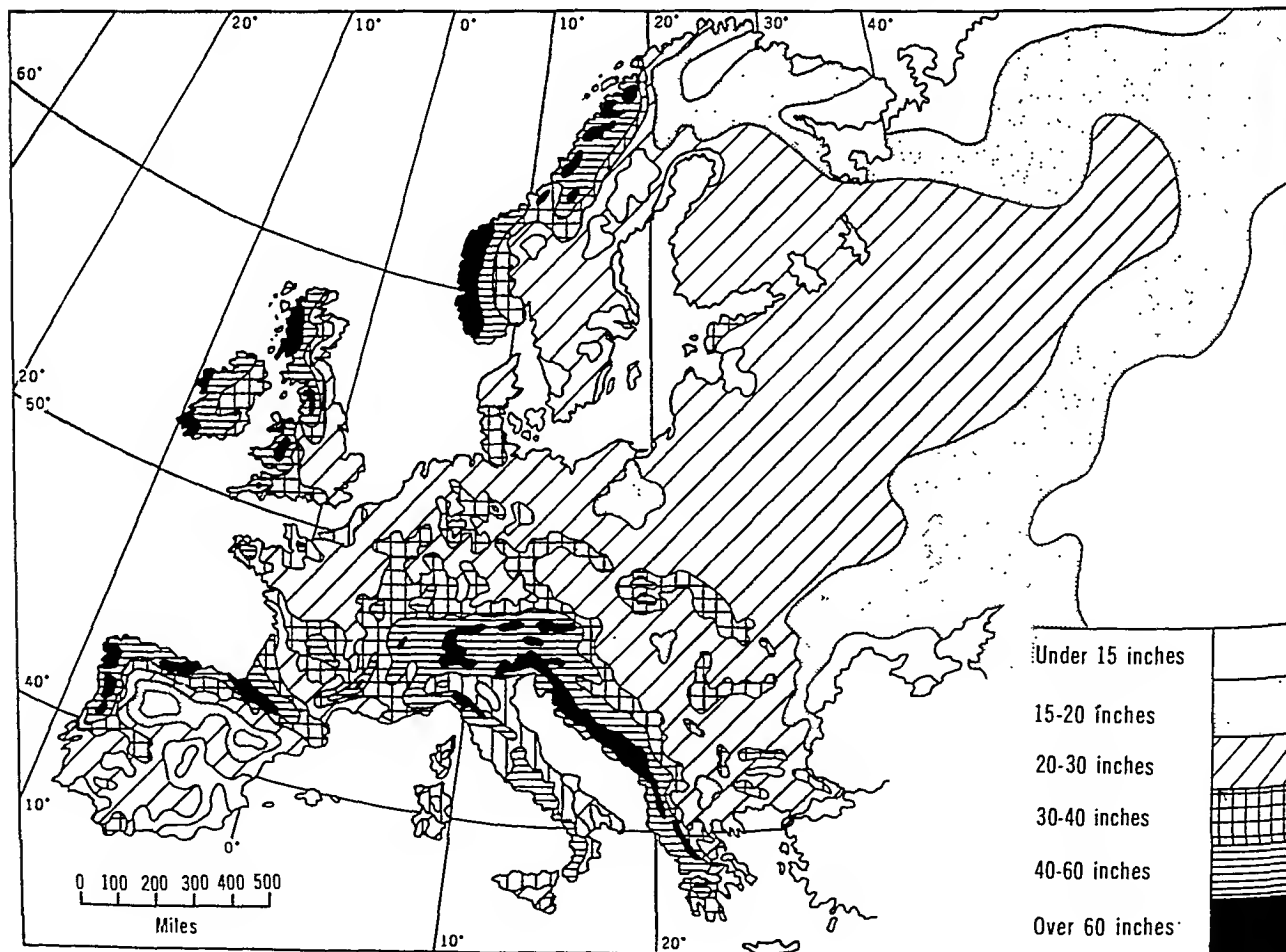 20° 10° 0° 10° 20° 30° 40°
60°
20°
50°
40°
10°
0°
0 100 200 300 400 500
Miles
10° 20°
Under 15 inches
15-20 inches
20-30 inches
30-40 inches
40-60 inches
Over 60 inches